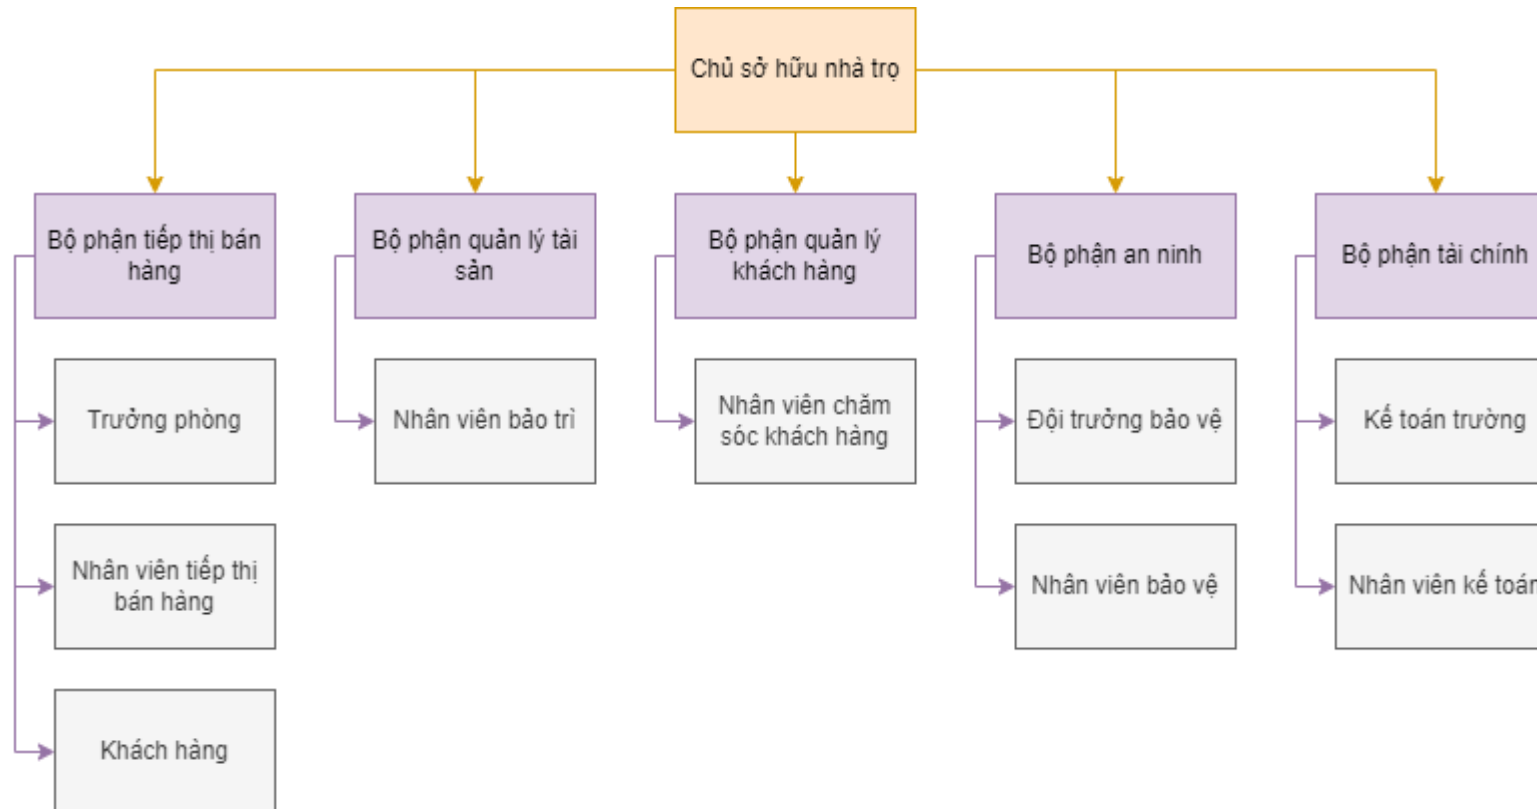 Chủ sở hữu nhà trọ
Bộ phận tiếp thị bán
hàng
Bộ phận quản lý tài
sản
Bộ phận quản lý
khách hàng
Bộ phận an ninh
Bộ phận tài chính
Trưởng phòng
Nhân viên bảo trì
Nhân viên chăm
sóc khách hàng
Đội trưởng bảo vệ
Kế toán trường
Nhân viên tiếp thị
bán hàng
Nhân viên bảo vệ
Nhân viên kế toán
Khách hàng